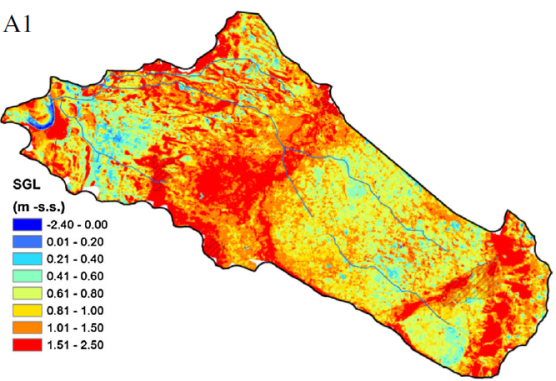 A1
SGL
(m -s.s.)
-2.40 - 0.00
0.01 - 0.20
0.21 - 0.40
0.41 - 0.60
0.61 - 0.80
0.81 - 1.00
1.01 - 1.50
1.51 - 2.50